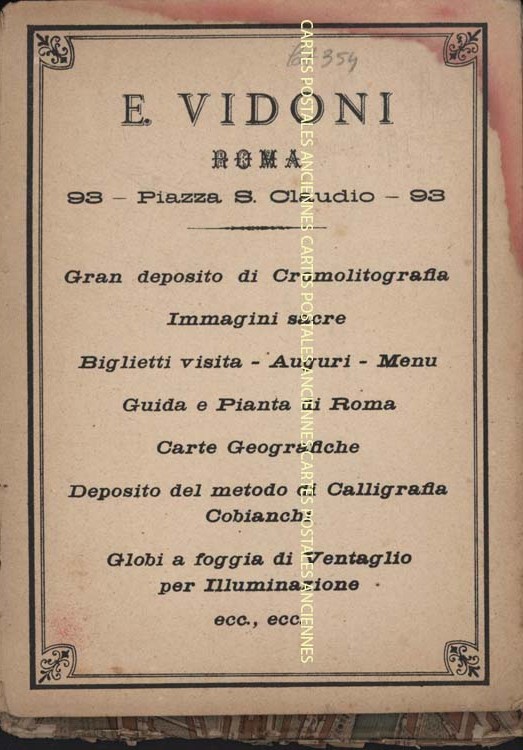 E. VIDONI
ROMA
93 – Piazza S. Claudio – 93
Gran deposito di Cromolitografia
Immagini sacre
Biglietti visita - Auguri - Menu
Guida e Pianta di Roma
Carte Geografiche
Deposito del metodo di Calligrafia
Cobianchi
Globi a foggia di Ventaglio
per Illuminazione
ecc., ecc.
CARTES POSTALES ANCIENNES CARTES POSTALES ANCIENNES CARTES POSTALES ANCIENNES